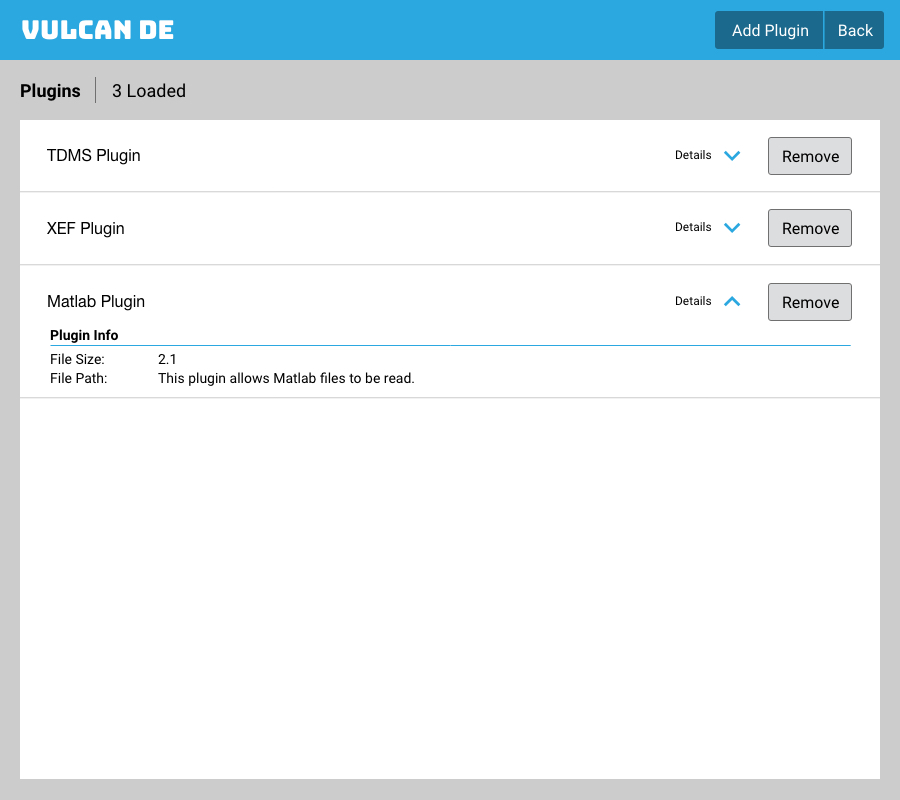 VULCAN DE
Add Plugin Back
Plugins 3 Loaded
TDMS Plugin Details Remove
XEF Plugin Details Remove
Matlab Plugin Details Remove
Plugin Info
File Size: 2.1
File Path: This plugin allows Matlab files to be read.